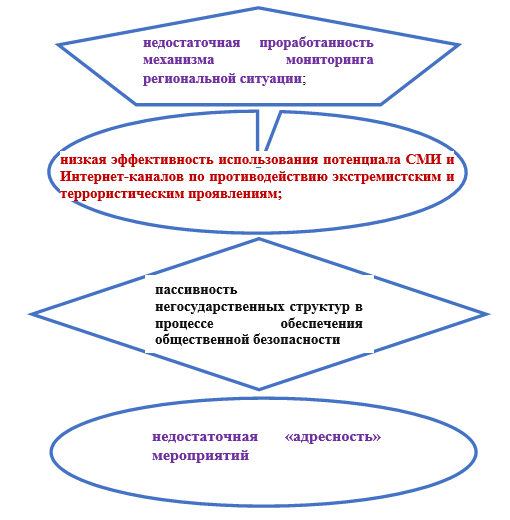 недостаточная проработанность
механизма мониторинга
региональной ситуации;
низкая эффективность использования потенциала СМИ и
Интернет-каналов по противодействию экстремистским и
террористическим проявлениям;
пассивность
негосударственных структур в
процессе обеспечения
общественной безопасности
недостаточная «адресность»
мероприятий